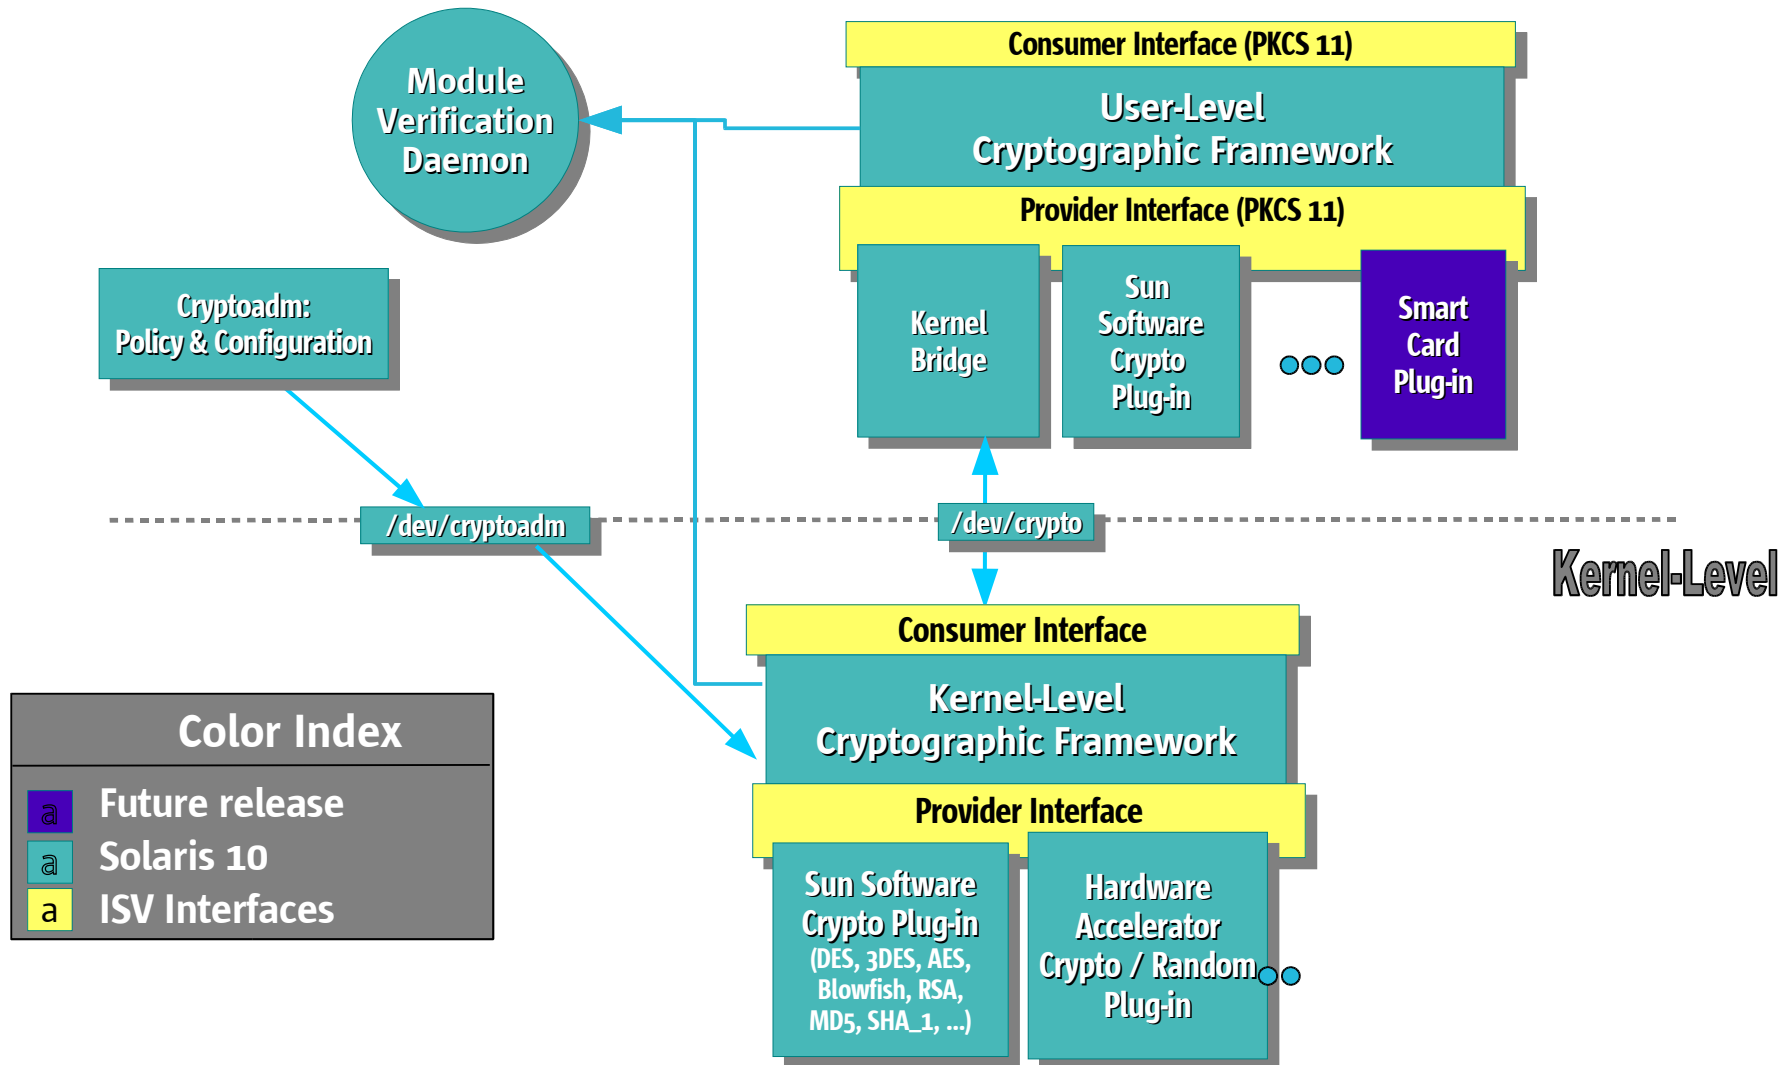 Module
Verification
Daemon
Consumer Interface (PKCS 11)
User-Level
Cryptographic Framework
Provider Interface (PKCS 11)
Kernel
Bridge
Sun
Software
Crypto
Plug-in
Smart
Card
Plug-in
Cryptoadm:
Policy & Configuration
/dev/cryptoadm
/dev/crypto
Kernel-Level
Consumer Interface
Kernel-Level
Cryptographic Framework
Provider Interface
Sun Software
Crypto Plug-in
(DES, 3DES, AES,
Blowfish, RSA,
MD5, SHA_1, ...)
Hardware
Accelerator
Crypto / Random
Plug-in
Color Index
a Future release
a Solaris 10
a ISV Interfaces